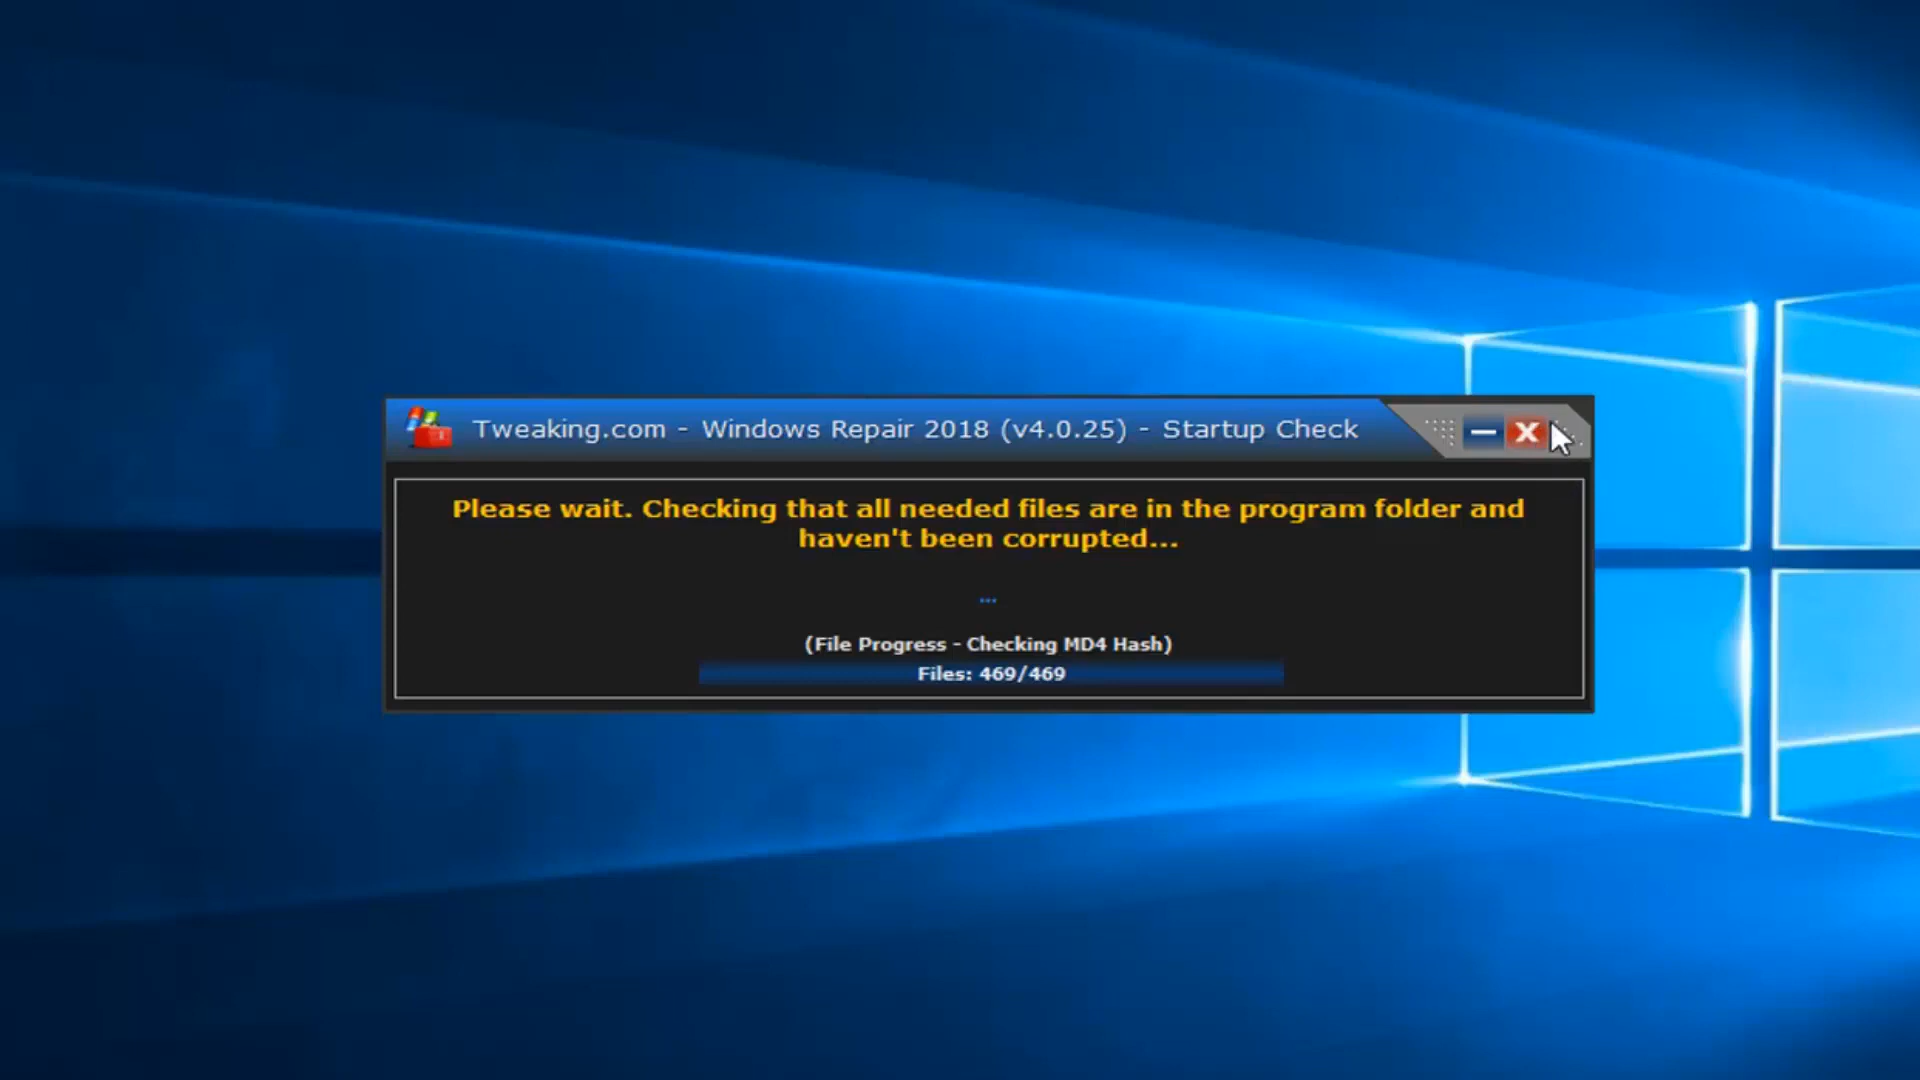 Tweaking.com - Windows Repair 2018 (v4.0.25) - Startup Check
Please wait. Checking that all needed files are in the program folder and
haven't been corrupted...
...
(File Progress - Checking MD4 Hash)
Files: 469/469